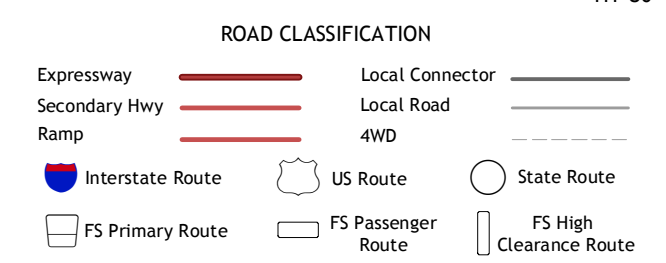 ROAD CLASSIFICATION
Expressway
Local Connector
Secondary Hwy
Local Road
Ramp
4WD
Interstate Route
US Route
State Route
FS Primary Route
FS Passenger
Route
FS High
Clearance Route